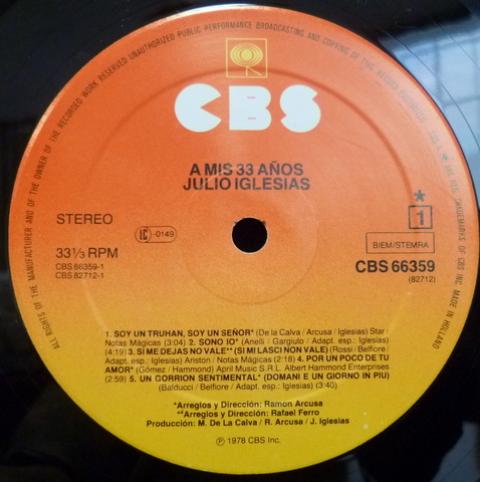 ALL RIGHTS OF THE MANUFACTURER AND OF THE OWNER OF THE RECORDED WORK RESERVED UNAUTHORIZED PUBLIC PERFORMANCE BROADCASTING AND COPYING OF THIS RECORD PROHIBITED
CBS
A MIS 33 AÑOS
JULIO IGLESIAS
STEREO
LC -0149
*
1
BIEM/STEMRA
33⅓ RPM
CBS 66359-1
CBS 82712-1
CBS 66359
(82712)
1. SOY UN TRUHAN, SOY UN SEÑOR* (De la Calva / Arcusa / Iglesias) Star /
Notas Mágicas (3:04) 2. SONO IO* (Anelli / Gargiulo / Adapt. esp.: Iglesias)
(4:19) 3. SI ME DEJAS NO VALE** (SI MI LASCI NON VALE) (Rossi / Belfiore /
Adapt. esp.: Iglesias) Ariston / Notas Mágicas (2:18) 4. POR UN POCO DE TU
AMOR* (Gómez / Hammond) April Music S.R.L. Albert Hammond Enterprises
(2:59) 5. UN GORRION SENTIMENTAL* (DOMANI E UN GIORNO IN PIU)
(Balducci / Belfiore / Adapt, esp.: Iglesias) (3:40)
*Arreglos y Dirección: Ramon Arcusa
**Arreglos y Dirección: Rafael Ferro
Producción: M. De La Calva / R. Arcusa / J. Iglesias
℗ 1978 CBS Inc.
TRADEMARKS OF CBS INC. MADE IN HOLLAND